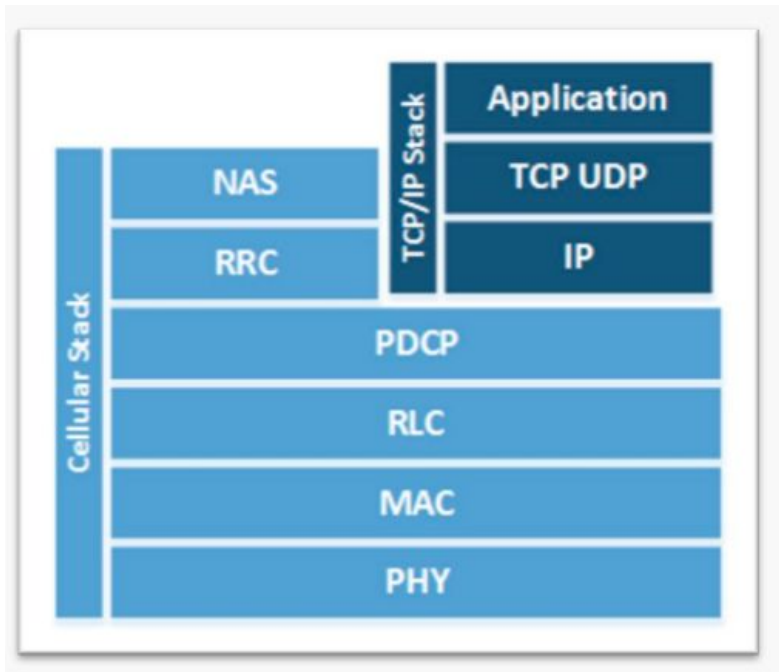 Application
TCP/IP Stack
TCP UDP
NAS
IP
RRC
Cellular Stack
PDCP
RLC
MAC
PHY